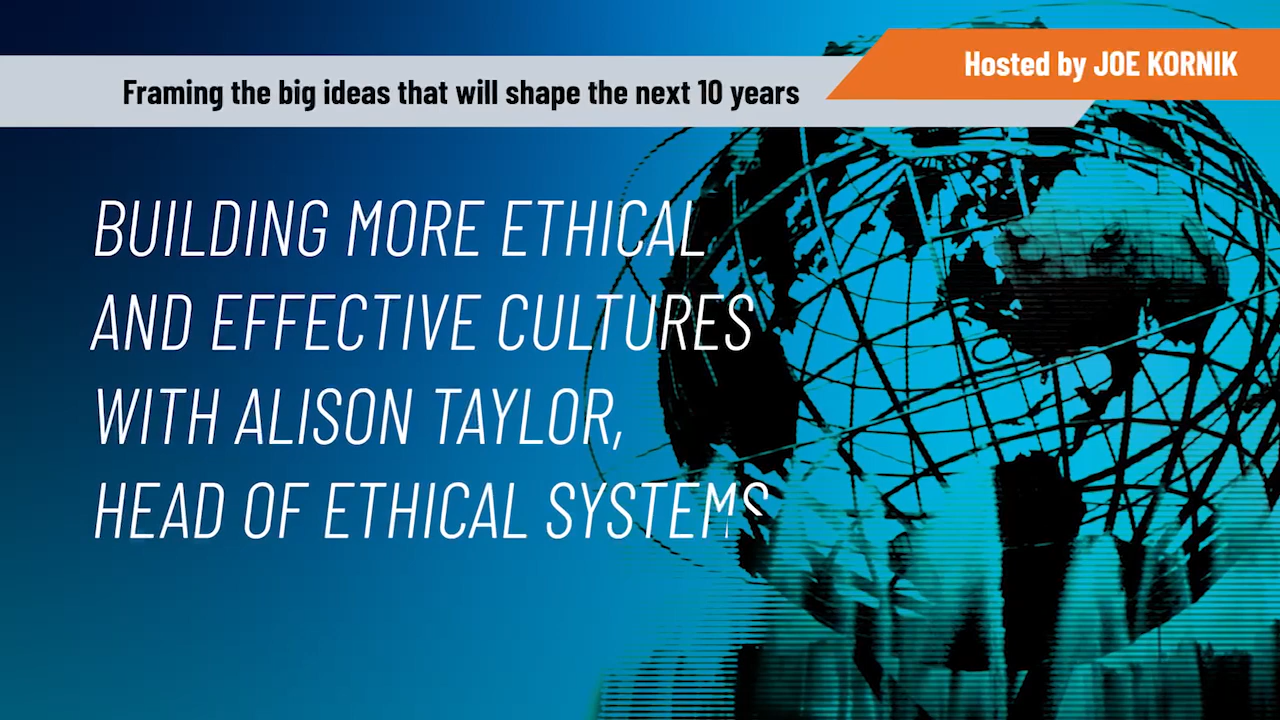 Hosted by JOE KORNIK
Framing the big ideas that will shape the next 10 years
BUILDING MORE ETHICAL
AND EFFECTIVE CULTURES
WITH ALISON TAYLOR,
HEAD OF ETHICAL SYSTEMS